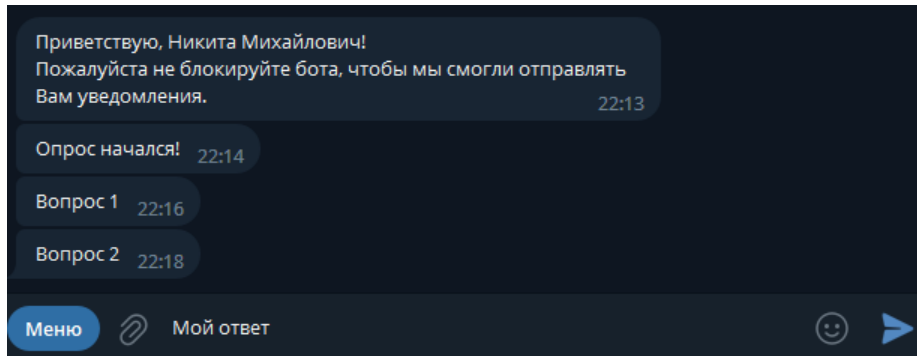 Приветствую, Никита Михайлович!
Пожалуйста не блокируйте бота, чтобы мы смогли отправлять
Вам уведомления.
22:13
Опрос начался! 22:14
Вопрос 1 22:16
Вопрос 2 22:18
Меню Мой ответ